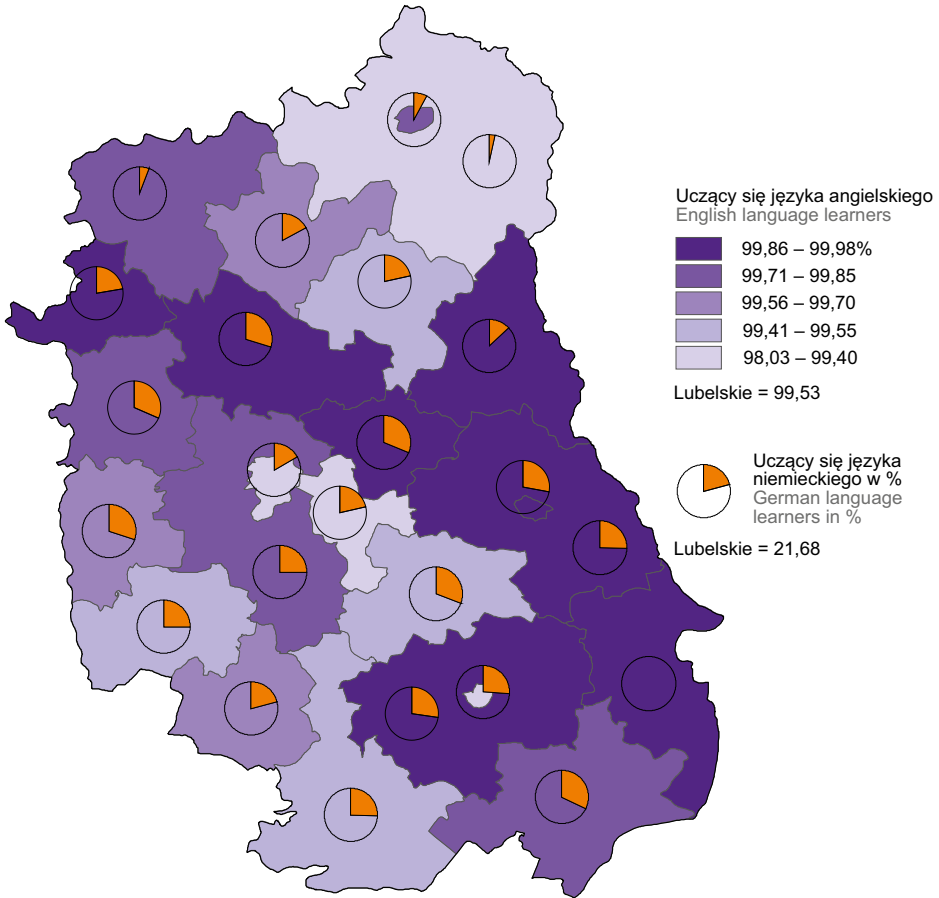 Uczący się języka angielskiego
English language learners
99,86 – 99,98%
99,71 – 99,85
99,56 – 99,70
99,41 – 99,55
98,03 – 99,40
Lubelskie = 99,53
Uczący się języka
niemieckiego w %
German language
learners in %
Lubelskie = 21,68